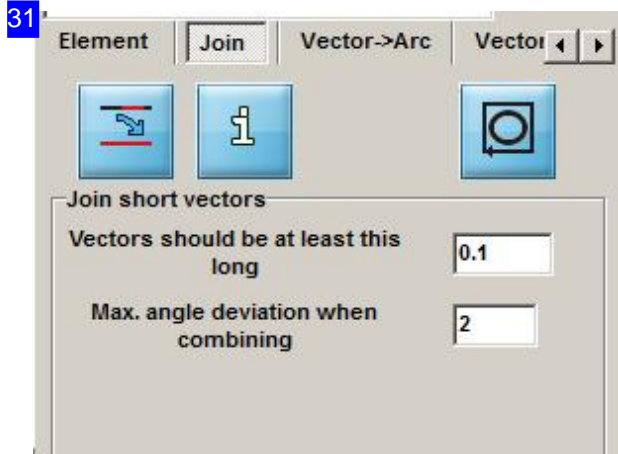 31
Element Join Vector->Arc Vector
i
Join short vectors
Vectors should be at least this
long
0.1
Max. angle deviation when
combining
2